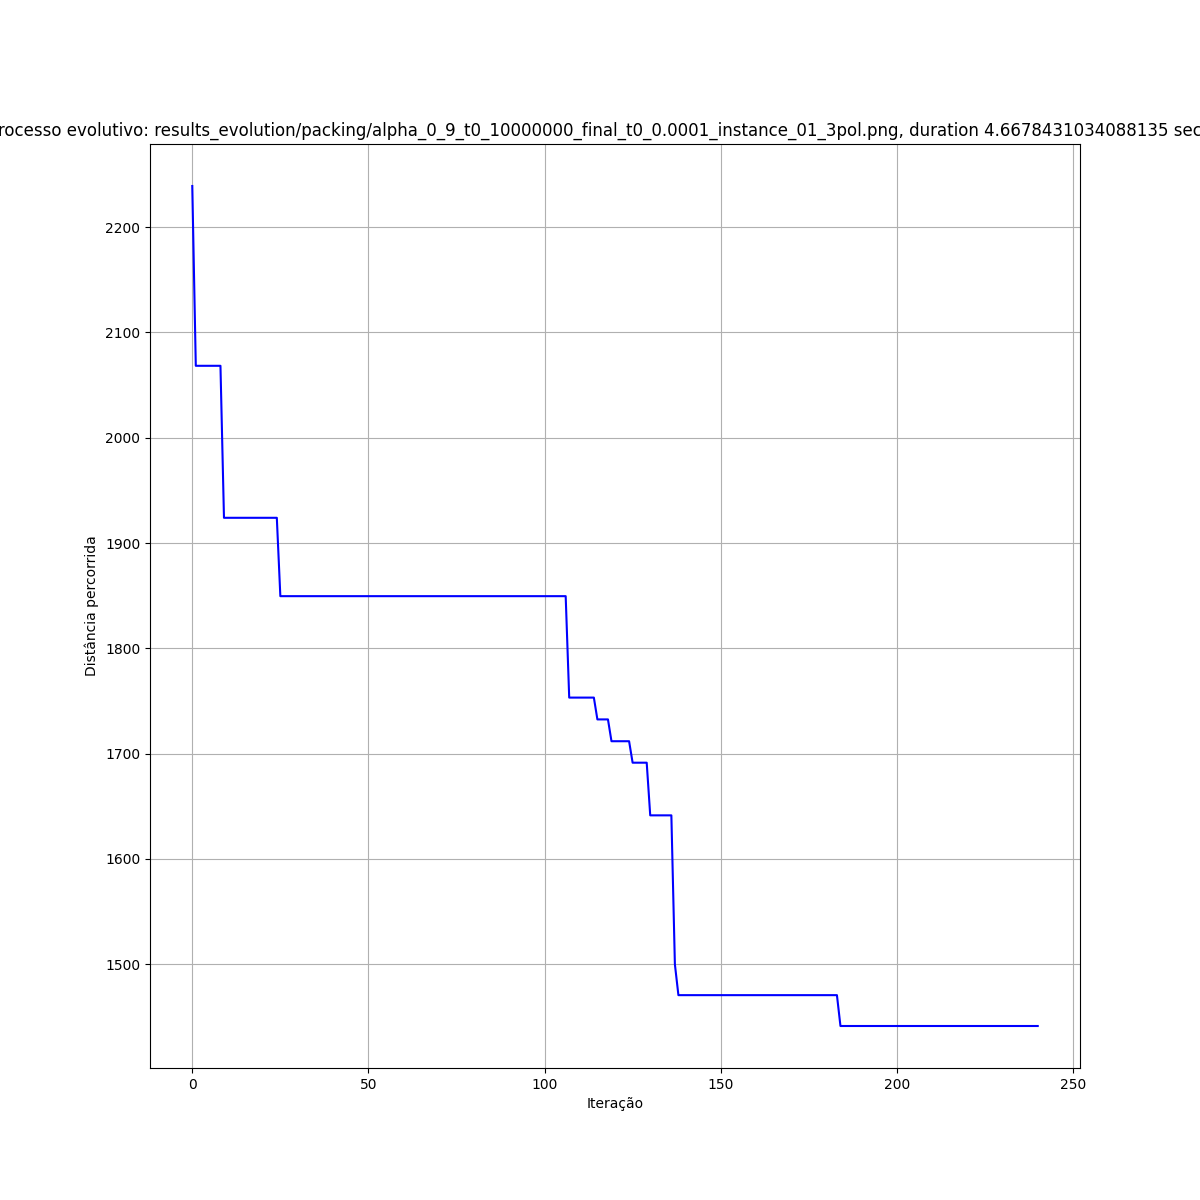 rocesso evolutivo: results_evolution/packing/alpha_0_9_t0_10000000_final_t0_0.0001_instance_01_3pol.png, duration 4.6678431034088135 sec
2200
2100
2000
1900
1800
1700
1600
1500
Distância percorrida
0 50 100 150 200 250
Iteração